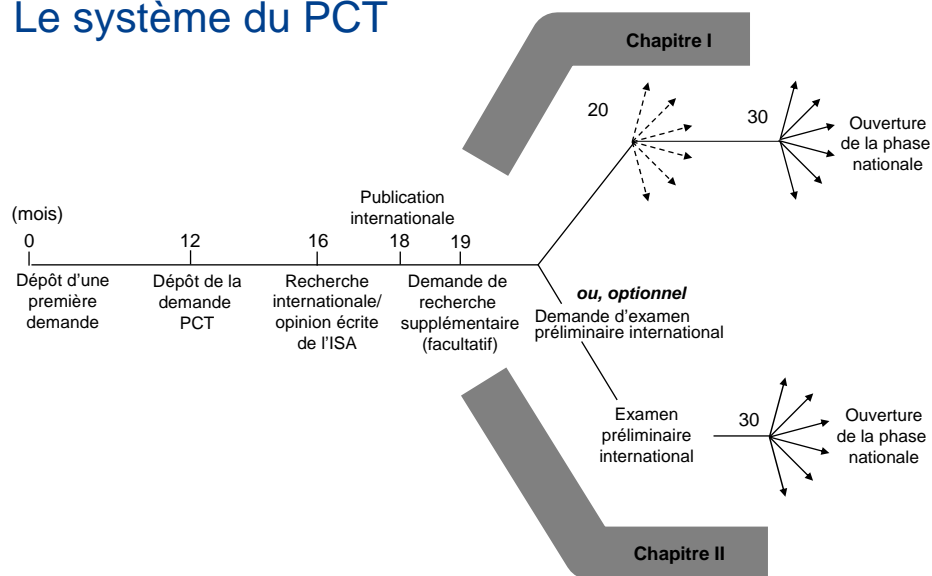 Le système du PCT
Chapitre I
20
30
Ouverture
de la phase
nationale
Publication
internationale
(mois)
0
12
16
18
19
Dépôt d'une
première
demande
Dépôt de la
demande
PCT
Recherche
internationale/
opinion écrite
de l'ISA
Demande de
recherche
supplémentaire
(facultatif)
ou, optionnel
Demande d'examen
préliminaire international
Examen
préliminaire
international
30
Ouverture
de la phase
nationale
Chapitre II